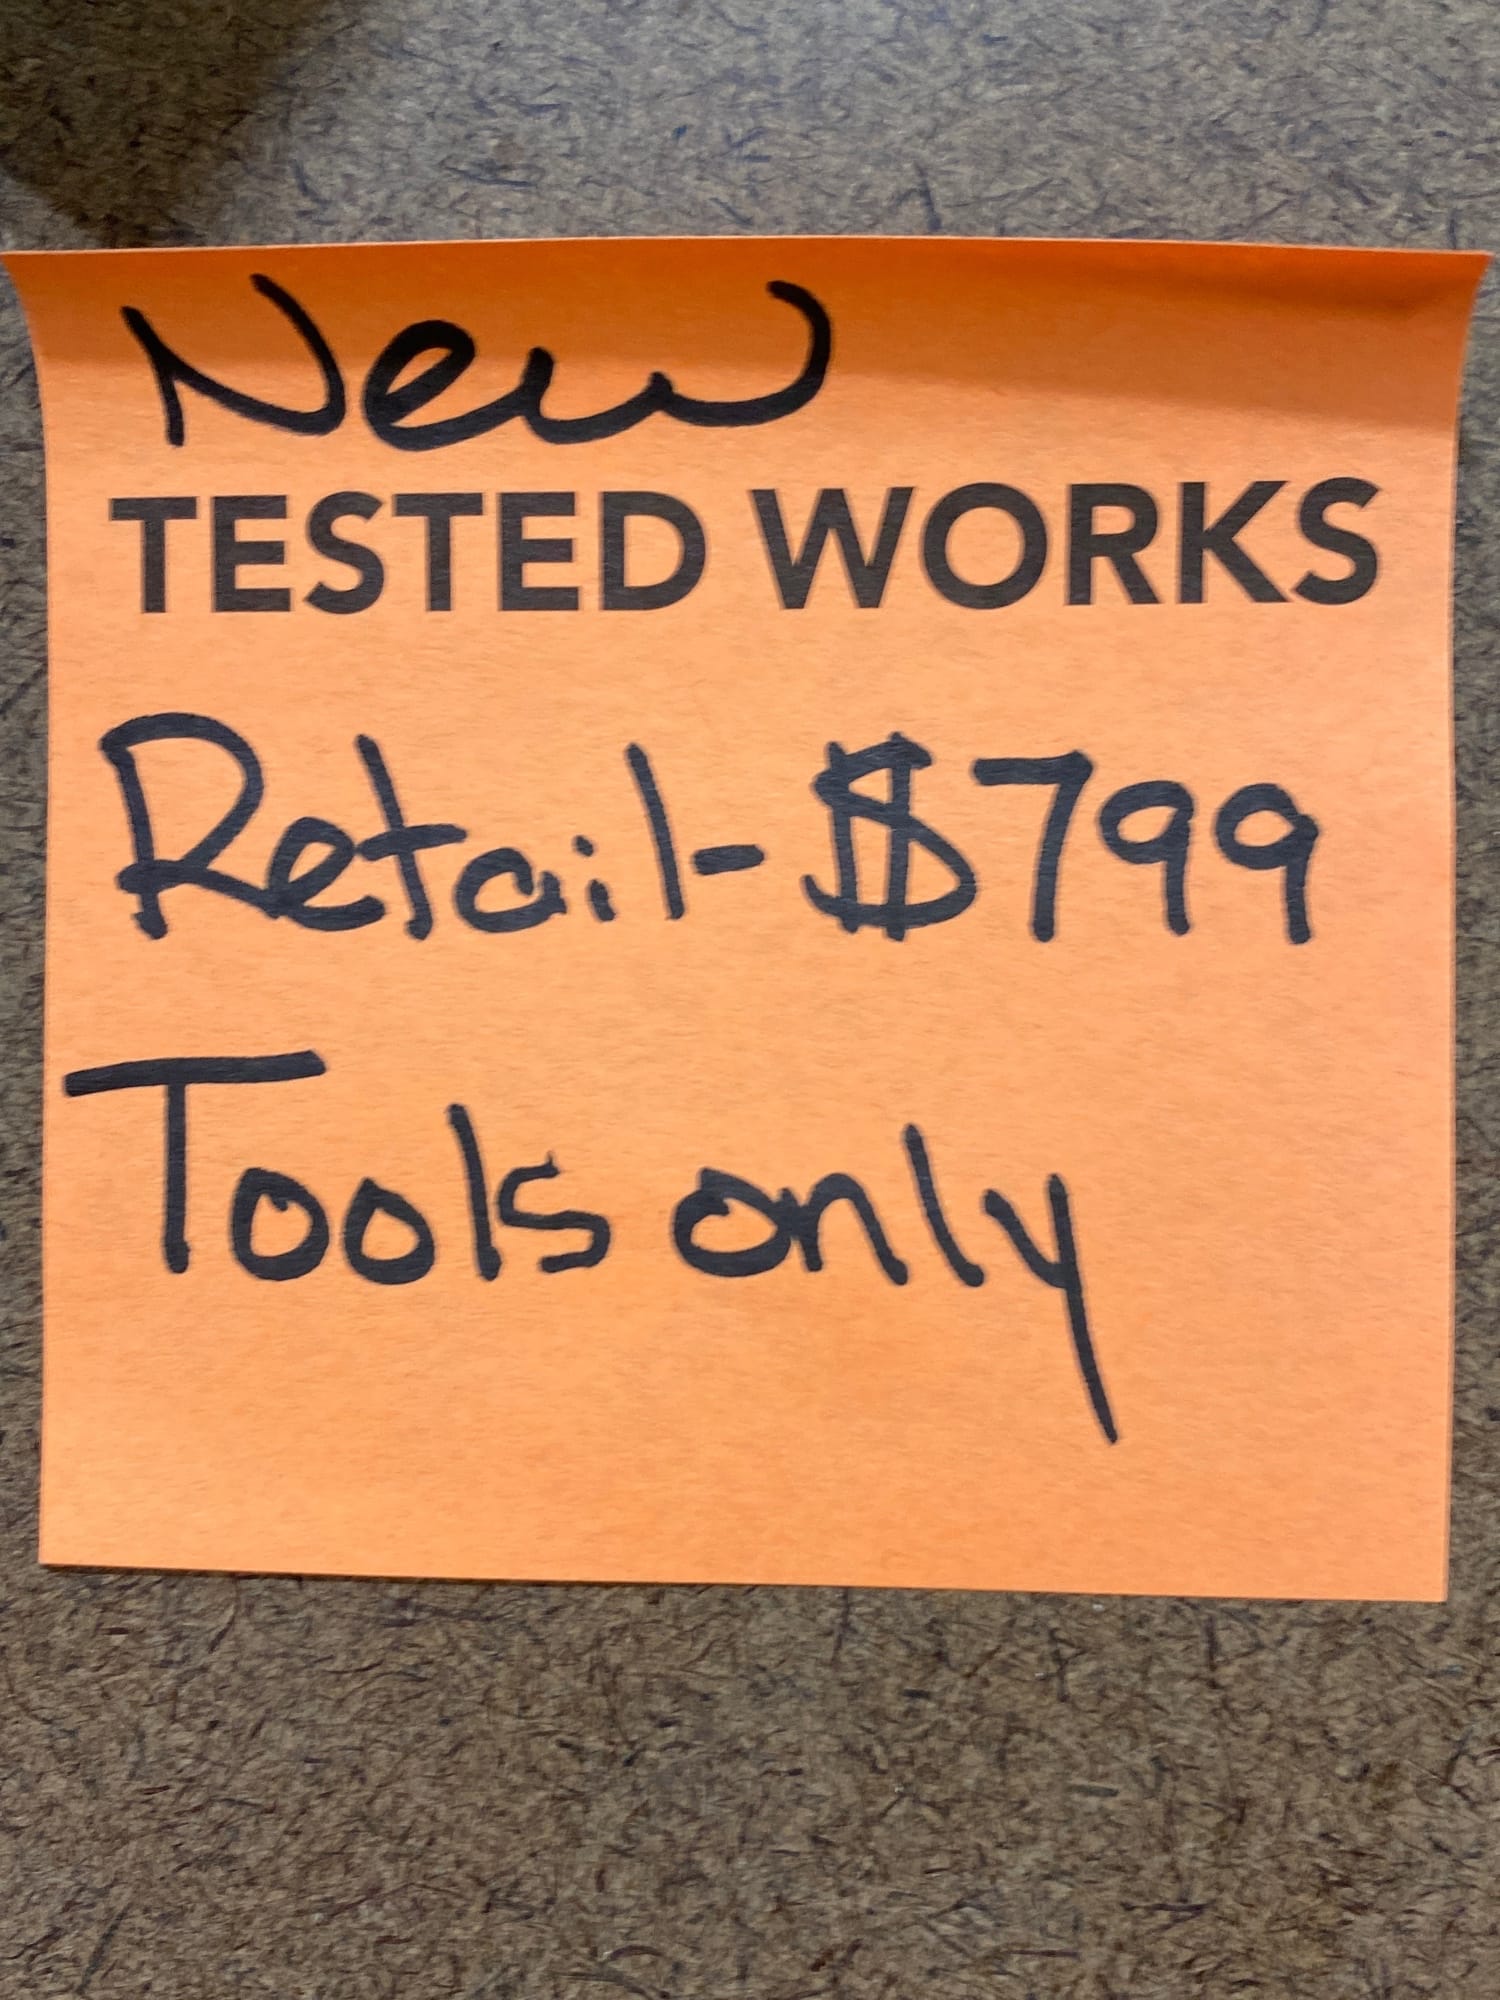 New
TESTED WORKS
Retail-$799
Tools only